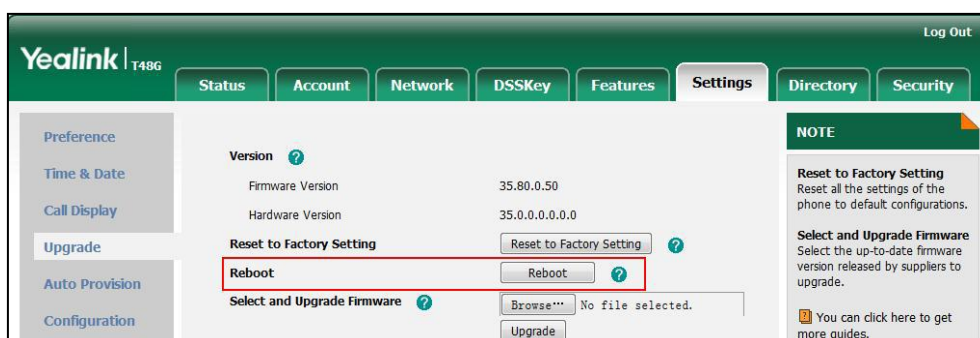 Log Out
Yealink T48G
Status Account Network DSSKey Features Settings Directory Security
Preference
Time & Date
Call Display
Upgrade
Auto Provision
Configuration
Version ?
Firmware Version 35.80.0.50
Hardware Version 35.0.0.0.0.0.0
Reset to Factory Setting Reset to Factory Setting ?
Reboot Reboot ?
Select and Upgrade Firmware ? Browse··· No file selected.
Upgrade
NOTE
Reset to Factory Setting
Reset all the settings of the
phone to default configurations.
Select and Upgrade Firmware
Select the up-to-date firmware
version released by suppliers to
upgrade.
? You can click here to get
more guides.